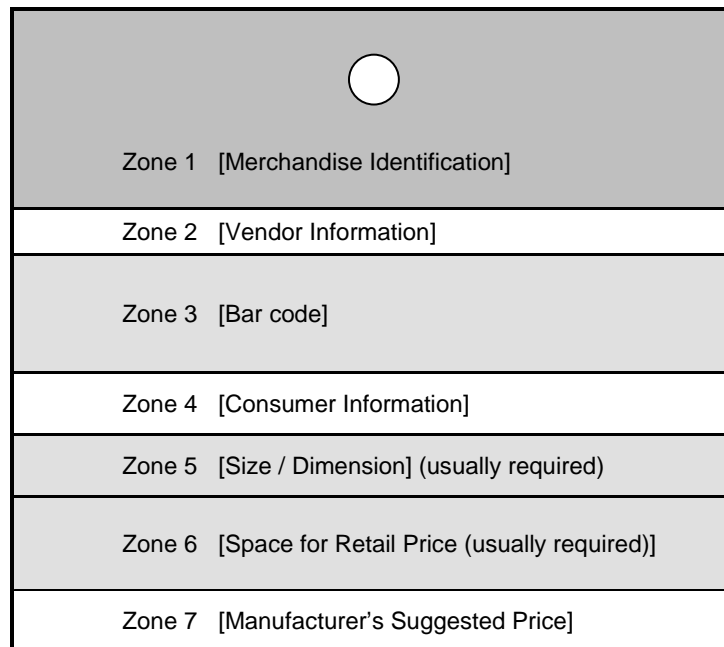 Zone 1 [Merchandise Identification]
Zone 2 [Vendor Information]
Zone 3 [Bar code]
Zone 4 [Consumer Information]
Zone 5 [Size / Dimension] (usually required)
Zone 6 [Space for Retail Price (usually required)]
Zone 7 [Manufacturer’s Suggested Price]